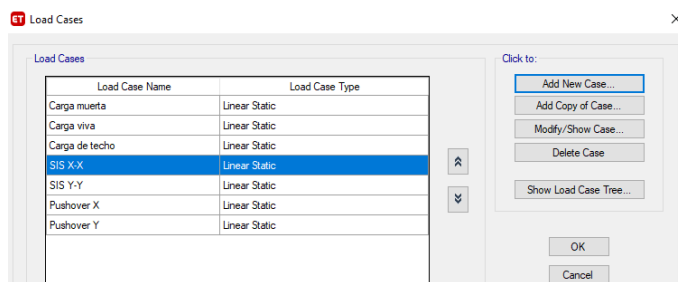 ET Load Cases
Load Cases
Click to:
Load Case Name Load Case Type
Carga muerta Linear Static
Carga viva Linear Static
Carga de techo Linear Static
SIS X-X Linear Static
SIS Y-Y Linear Static
Pushover X Linear Static
Pushover Y Linear Static
Add New Case...
Add Copy of Case...
Modify/Show Case...
Delete Case
Show Load Case Tree...
OK
Cancel